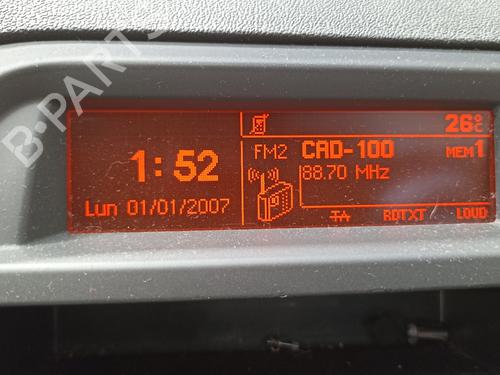 B-PARTS
26°C
FM2 CAD-100 MEM1
1:52
88.70 MHz
Lun 01/01/2007
TA RDTXT LOUD